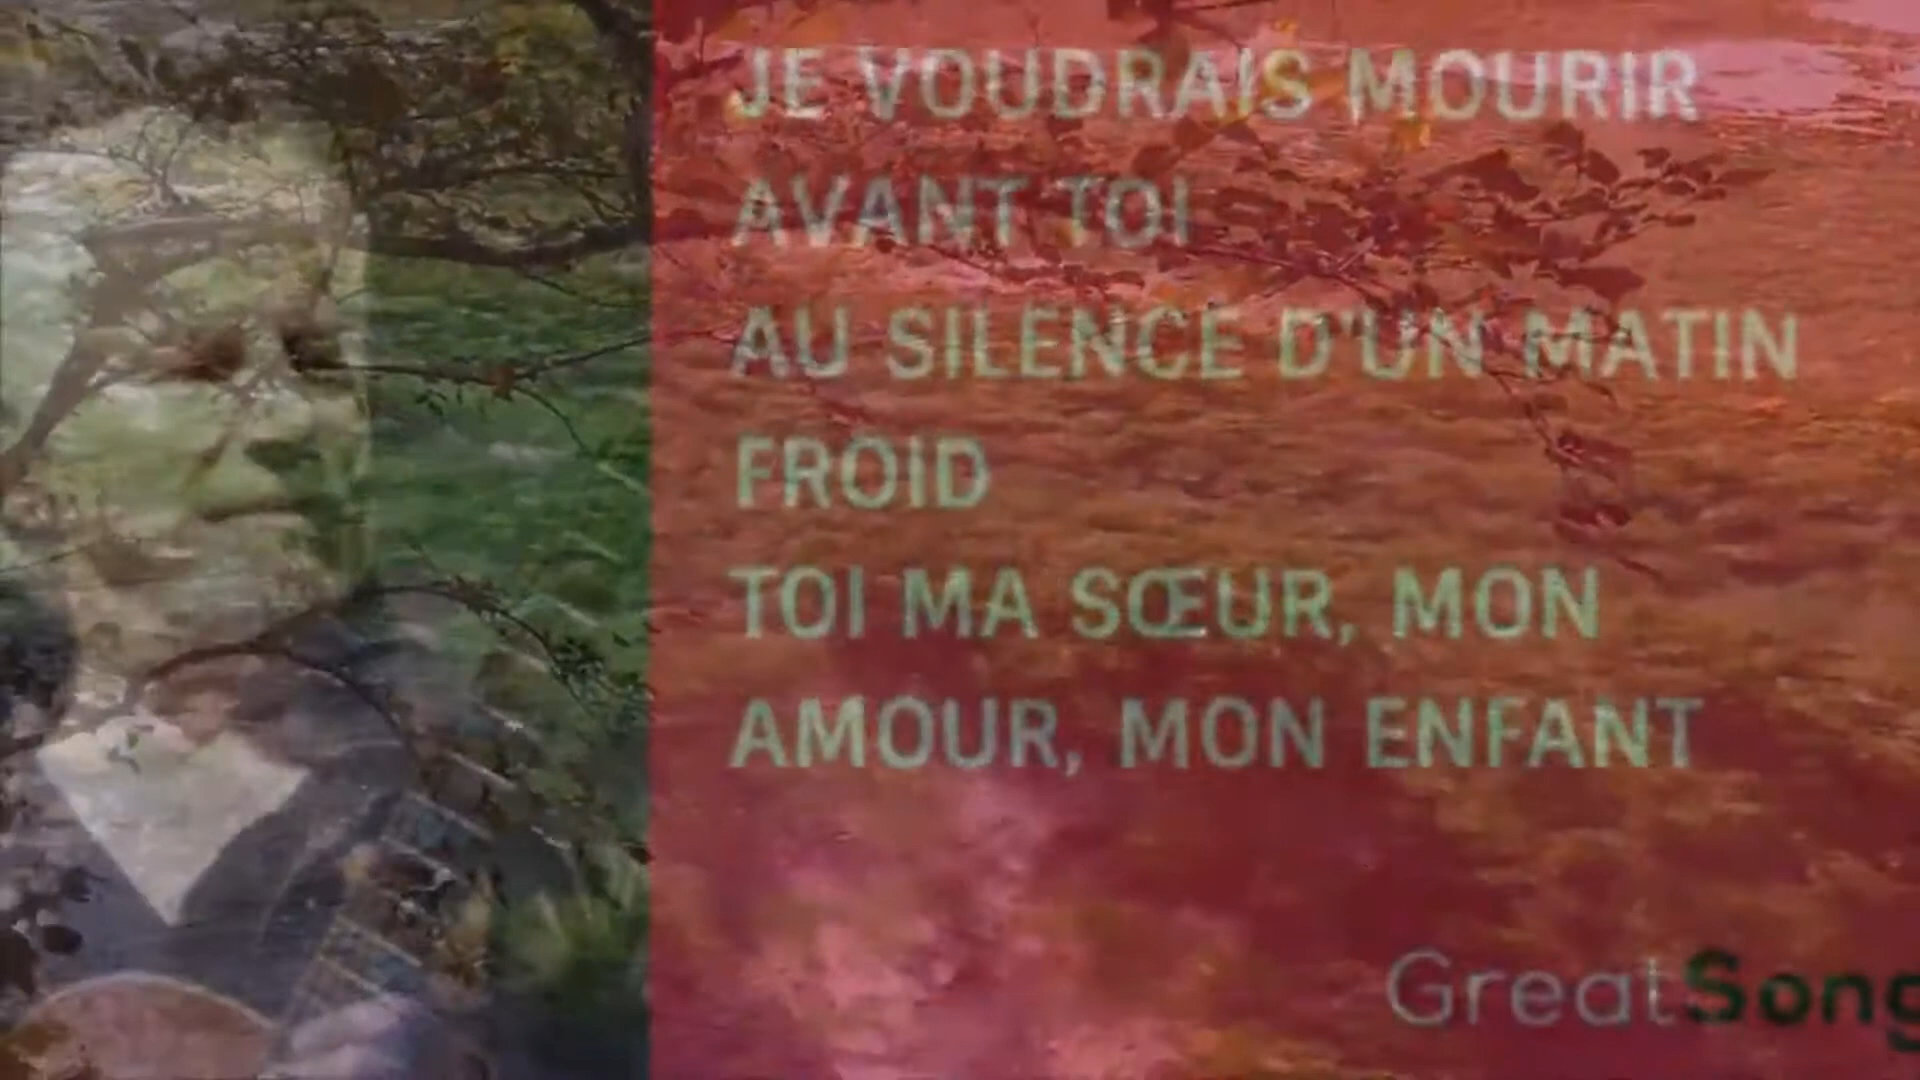 JE VOUDRAIS MOURIR
AVANT TOI
AU SILENCE D'UN MATIN
FROID
TOI MA SŒUR, MON
AMOUR, MON ENFANT
GreatSong